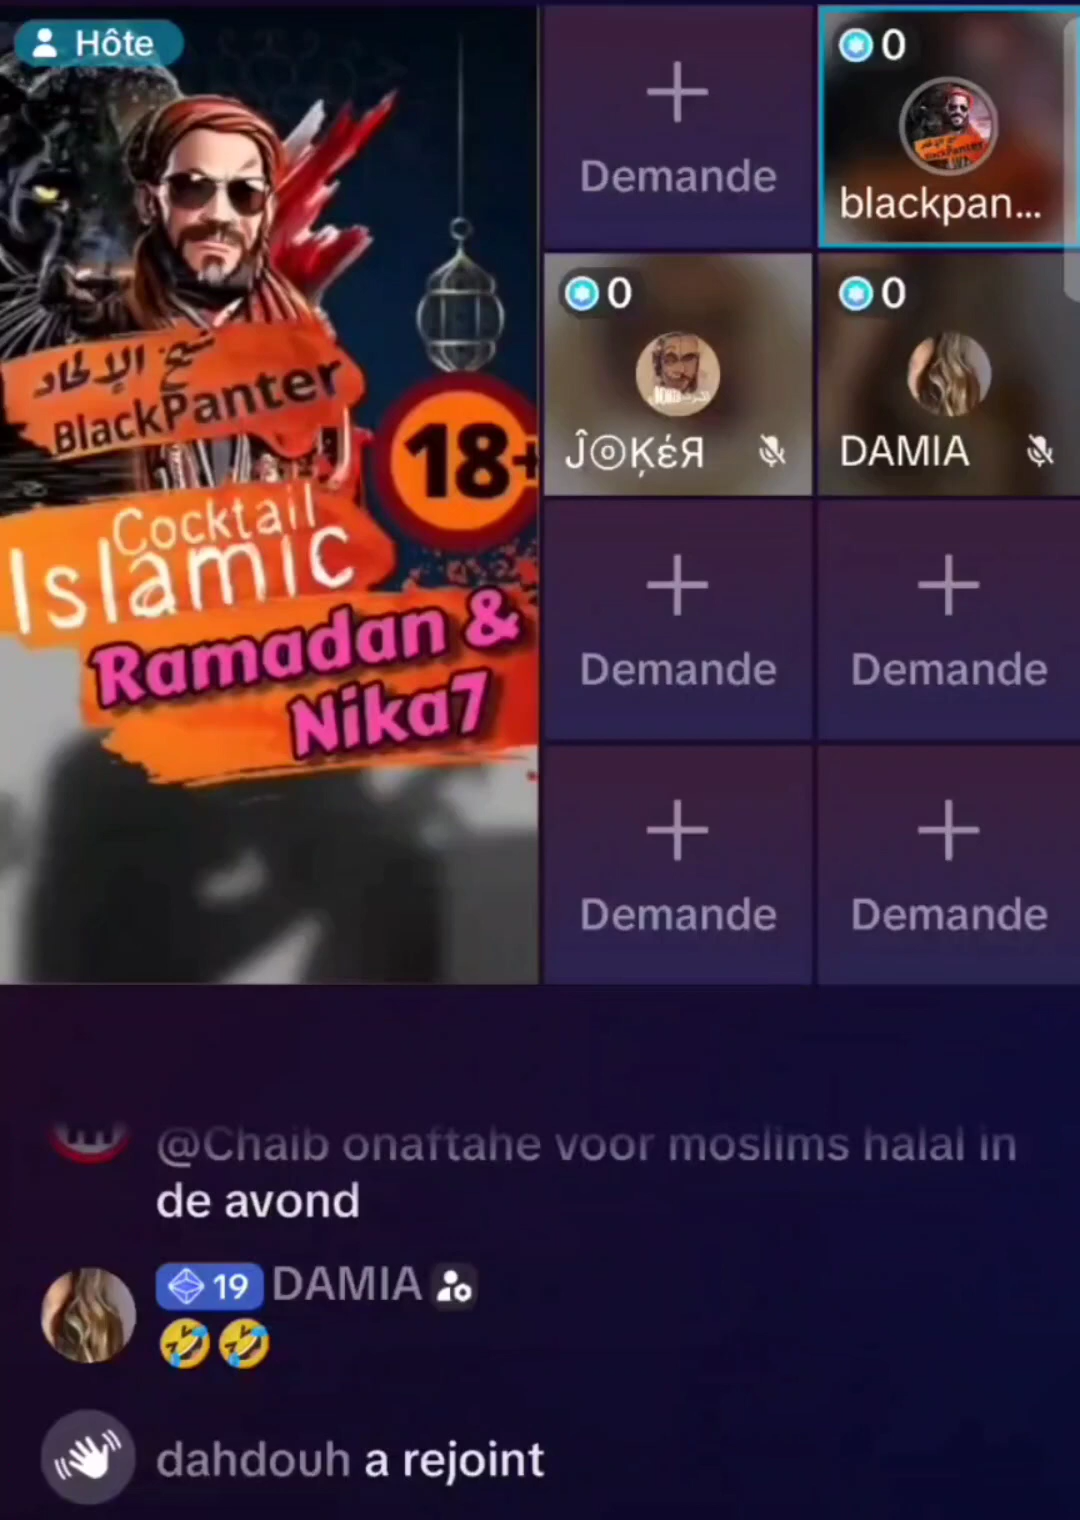 Hôte
شيخ الإلحاد
BlackPanter
18+
Cocktail
Islamic
Ramadan &
Nika7
Demande
0
blackpan...
0
ĴⓞĶέЯ
0
DAMIA
Demande
Demande
Demande
Demande
@Chaib onaftahe voor moslims halal in
de avond
19 DAMIA
🤣🤣
dahdouh a rejoint